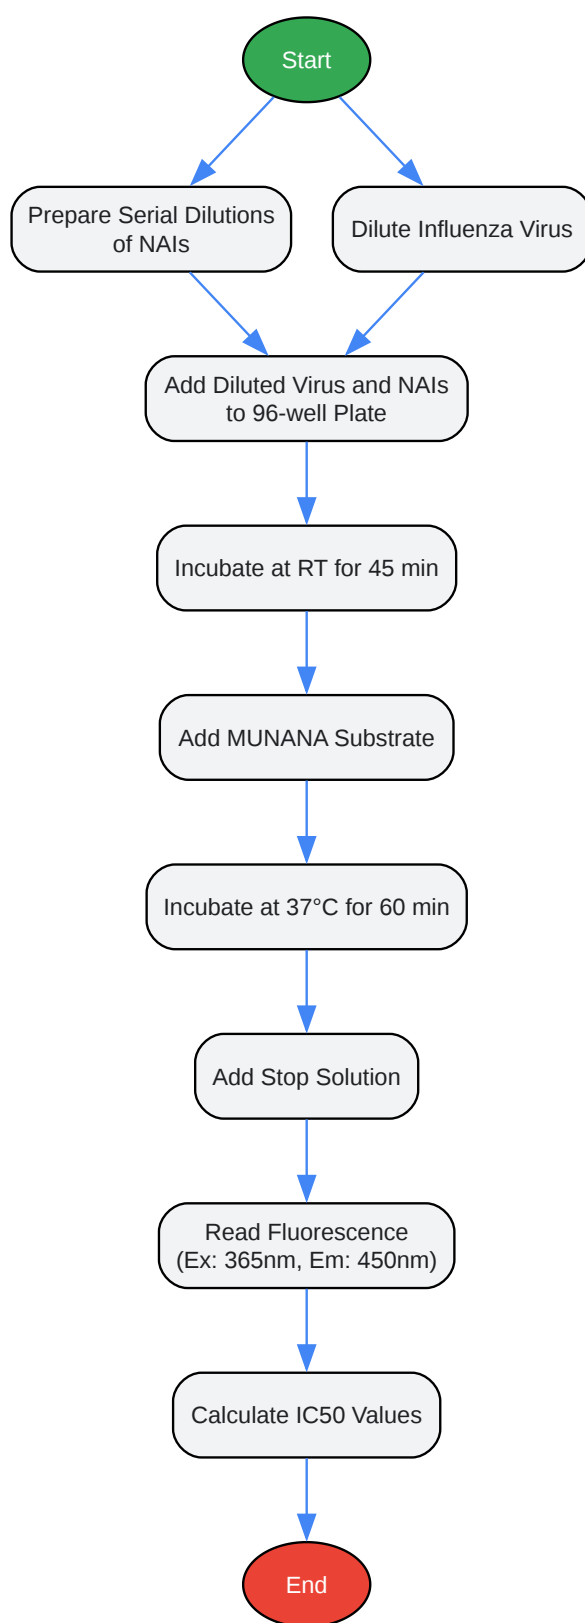 Start
Prepare Serial Dilutions
of NAIs
Dilute Influenza Virus
Add Diluted Virus and NAIs
to 96-well Plate
Incubate at RT for 45 min
Add MUNANA Substrate
Incubate at 37°C for 60 min
Add Stop Solution
Read Fluorescence
(Ex: 365nm, Em: 450nm)
Calculate IC50 Values
End